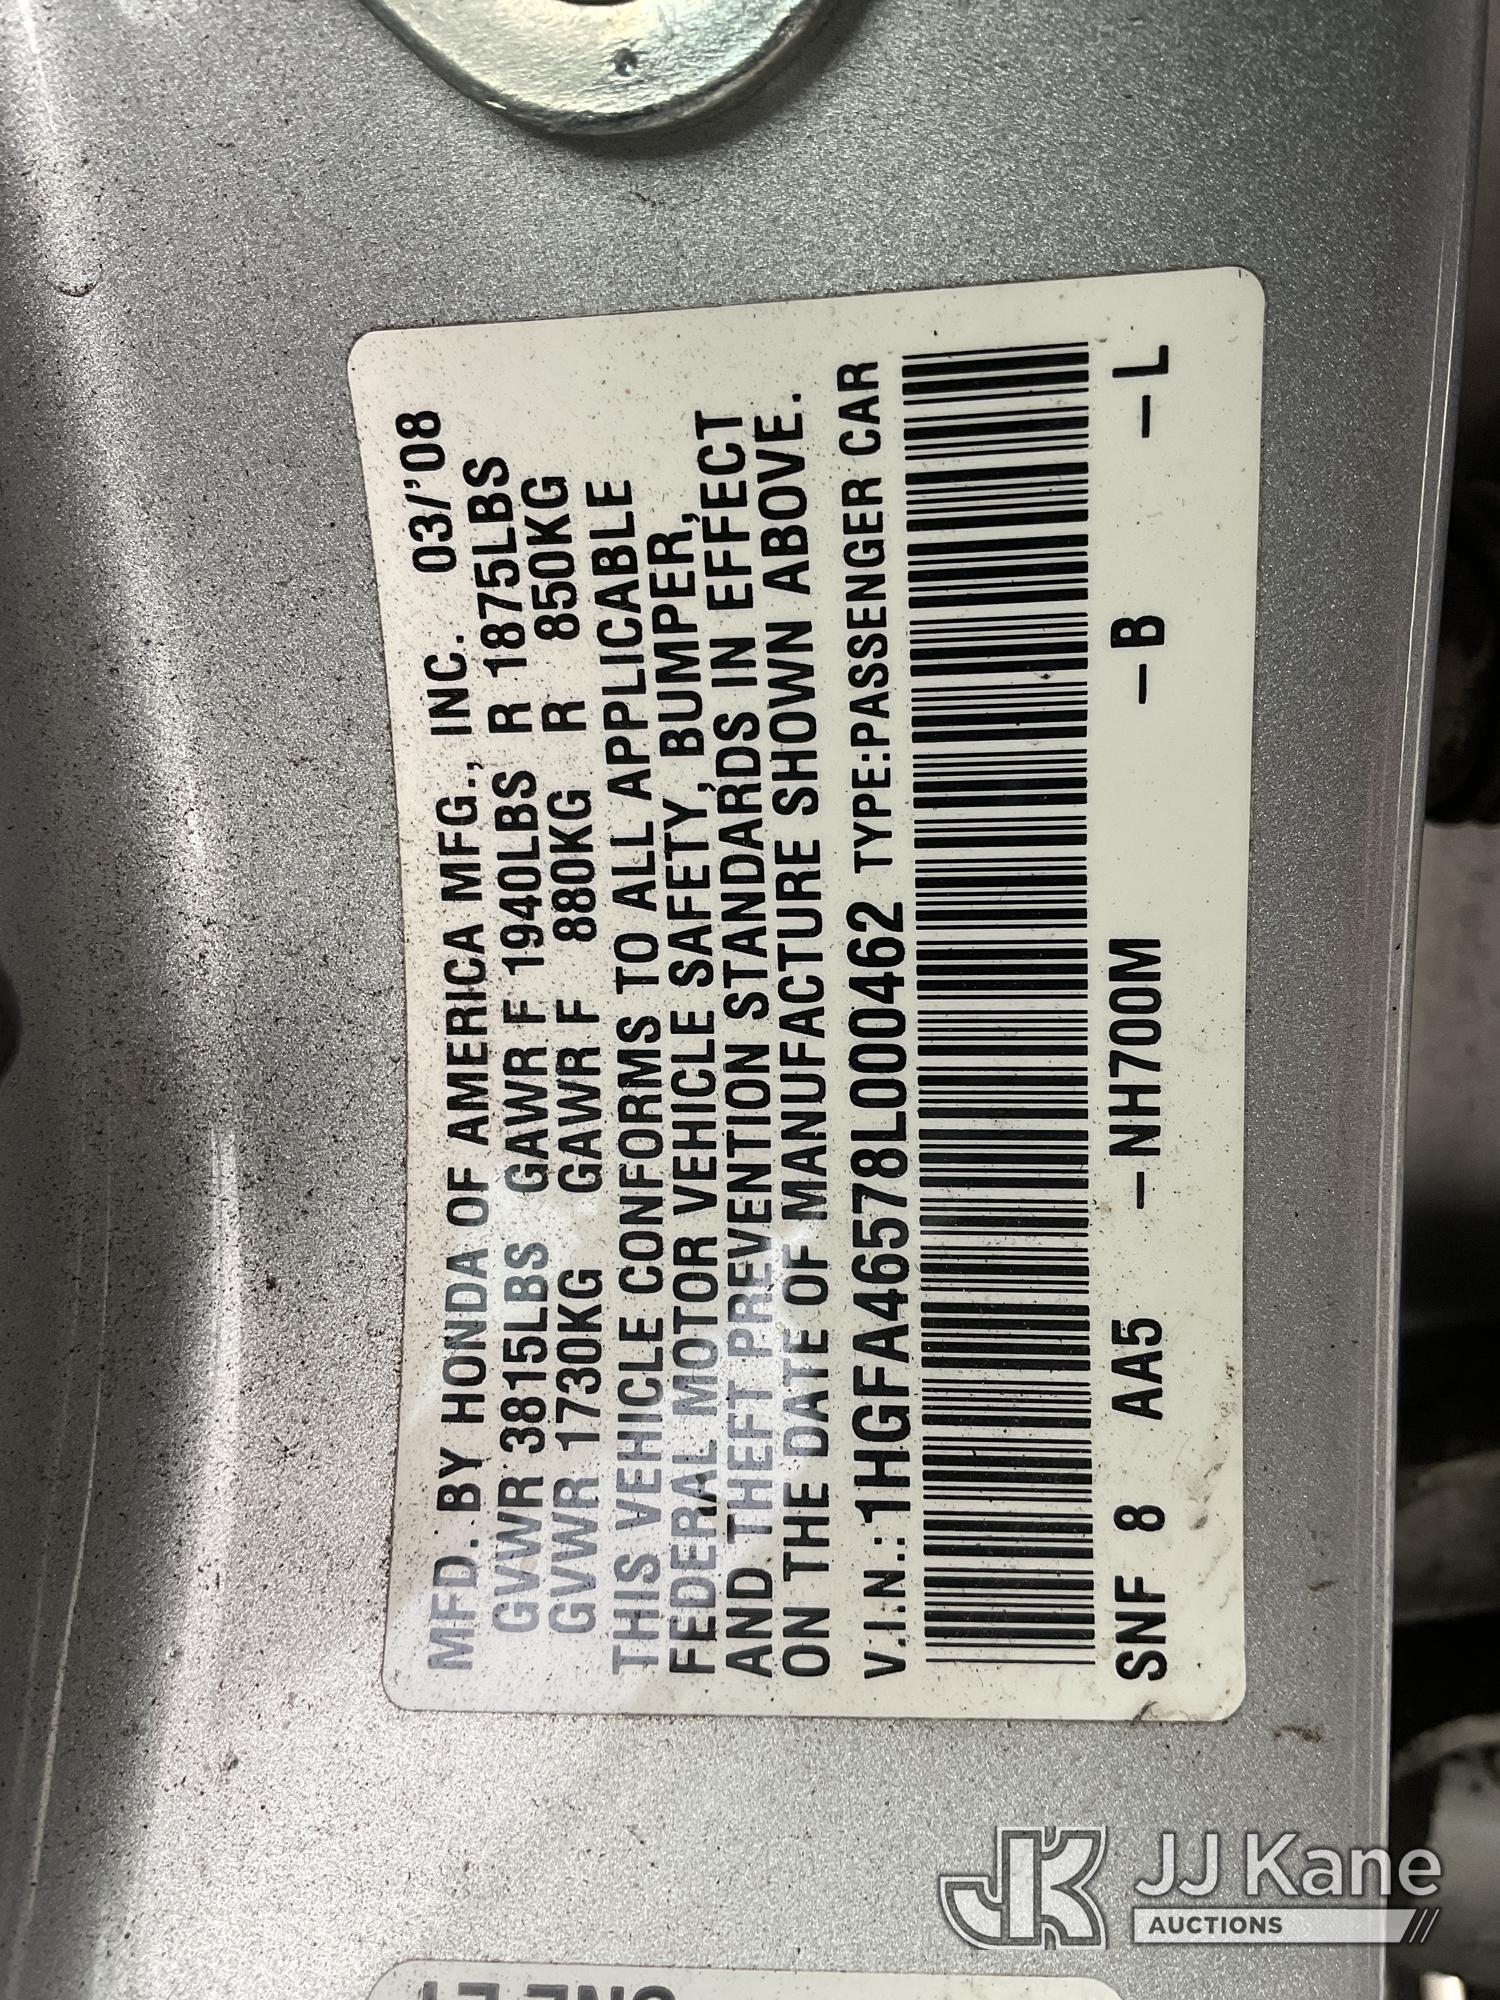 MFD. BY HONDA OF AMERICA MFG., INC. 03/'08
GVWR 3815LBS GAWR F 1940LBS R 1875LBS
GVWR 1730KG GAWR F 880KG R 850KG
THIS VEHICLE CONFORMS TO ALL APPLICABLE
FEDERAL MOTOR VEHICLE SAFETY, BUMPER,
AND THEFT PREVENTION STANDARDS IN EFFECT
ON THE DATE OF MANUFACTURE SHOWN ABOVE.
V.I.N.:1HGFA46578L000462 TYPE:PASSENGER CAR
SNF 8 AA5 -NH700M -B -L
JK JJ Kane
AUCTIONS